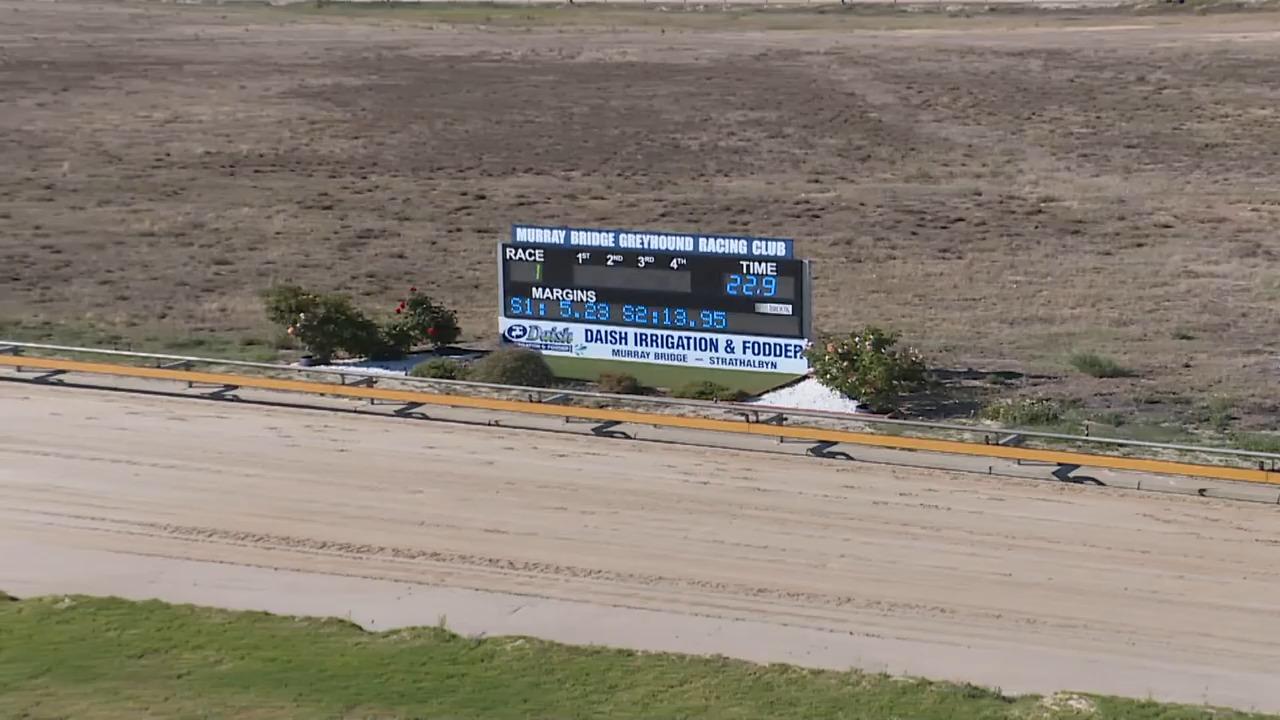 MURRAY BRIDGE GREYHOUND RACING CLUB
RACE 1ST 2ND 3RD 4TH TIME
1 22.9
MARGINS
S1: 5.23 S2:13.95
Daish DAISH IRRIGATION & FODDER
MURRAY BRIDGE — STRATHALBYN